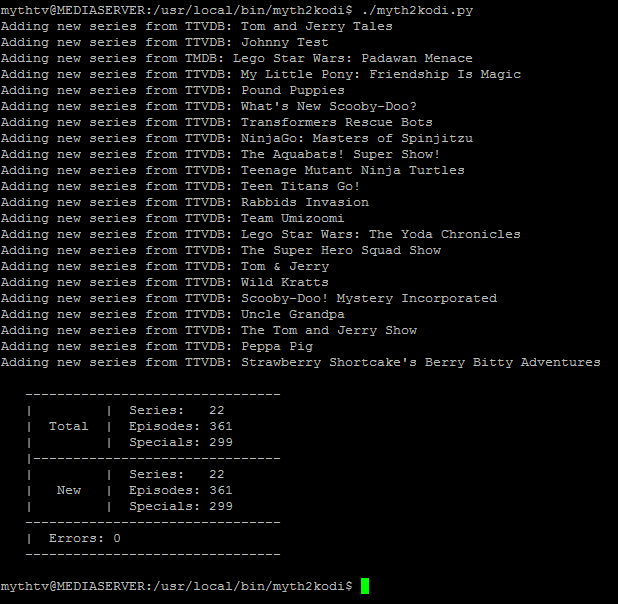 mythtv@MEDIASERVER:/usr/local/bin/myth2kodi$ ./myth2kodi.py
Adding new series from TTVDB: Tom and Jerry Tales
Adding new series from TTVDB: Johnny Test
Adding new series from TMDB: Lego Star Wars: Padawan Menace
Adding new series from TTVDB: My Little Pony: Friendship Is Magic
Adding new series from TTVDB: Pound Puppies
Adding new series from TTVDB: What's New Scooby-Doo?
Adding new series from TTVDB: Transformers Rescue Bots
Adding new series from TTVDB: NinjaGo: Masters of Spinjitzu
Adding new series from TTVDB: The Aquabats! Super Show!
Adding new series from TTVDB: Teenage Mutant Ninja Turtles
Adding new series from TTVDB: Teen Titans Go!
Adding new series from TTVDB: Rabbids Invasion
Adding new series from TTVDB: Team Umizoomi
Adding new series from TTVDB: Lego Star Wars: The Yoda Chronicles
Adding new series from TTVDB: The Super Hero Squad Show
Adding new series from TTVDB: Tom & Jerry
Adding new series from TTVDB: Wild Kratts
Adding new series from TTVDB: Scooby-Doo! Mystery Incorporated
Adding new series from TTVDB: Uncle Grandpa
Adding new series from TTVDB: The Tom and Jerry Show
Adding new series from TTVDB: Peppa Pig
Adding new series from TTVDB: Strawberry Shortcake's Berry Bitty Adventures
--------------------------------
|         |  Series:   22
|  Total  |  Episodes: 361
|         |  Specials: 299
|-------------------------------
|         |  Series:   22
|   New   |  Episodes: 361
|         |  Specials: 299
--------------------------------
|  Errors: 0
--------------------------------
mythtv@MEDIASERVER:/usr/local/bin/myth2kodi$